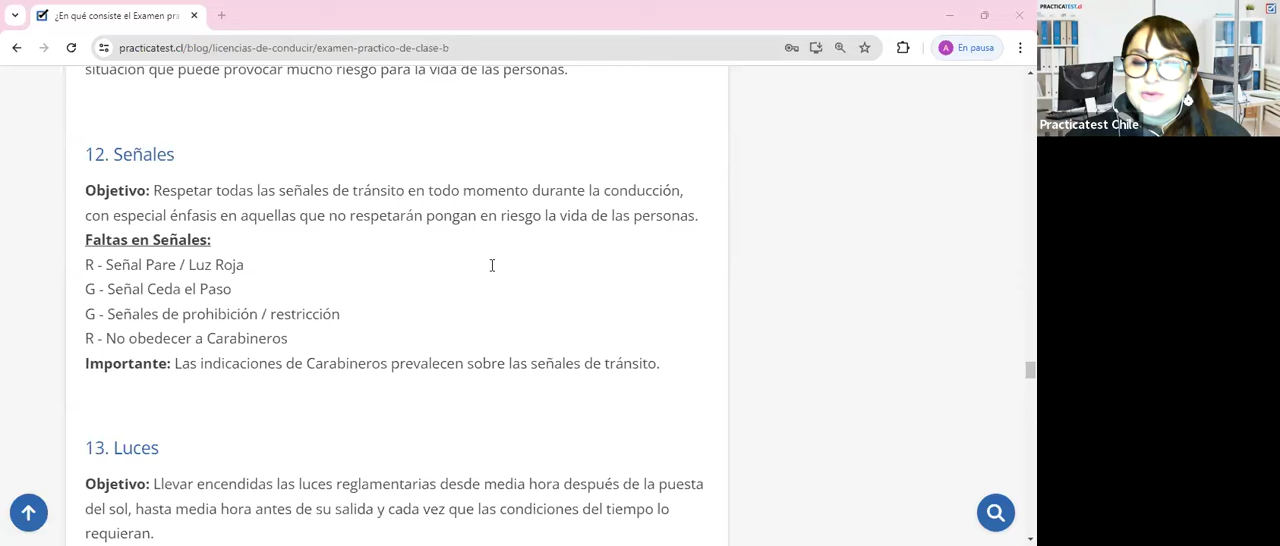 ¿En qué consiste el Examen pra
practicatest.cl/blog/licencias-de-conducir/examen-practico-de-clase-b
A
En pausa
PRACTICATEST.cl
Practicatest Chile
situación que puede provocar mucho riesgo para la vida de las personas.
12. Señales
Objetivo: Respetar todas las señales de tránsito en todo momento durante la conducción,
con especial énfasis en aquellas que no respetarán pongan en riesgo la vida de las personas.
Faltas en Señales:
R - Señal Pare / Luz Roja
G - Señal Ceda el Paso
G - Señales de prohibición / restricción
R - No obedecer a Carabineros
Importante: Las indicaciones de Carabineros prevalecen sobre las señales de tránsito.
13. Luces
Objetivo: Llevar encendidas las luces reglamentarias desde media hora después de la puesta
del sol, hasta media hora antes de su salida y cada vez que las condiciones del tiempo lo
requieran.